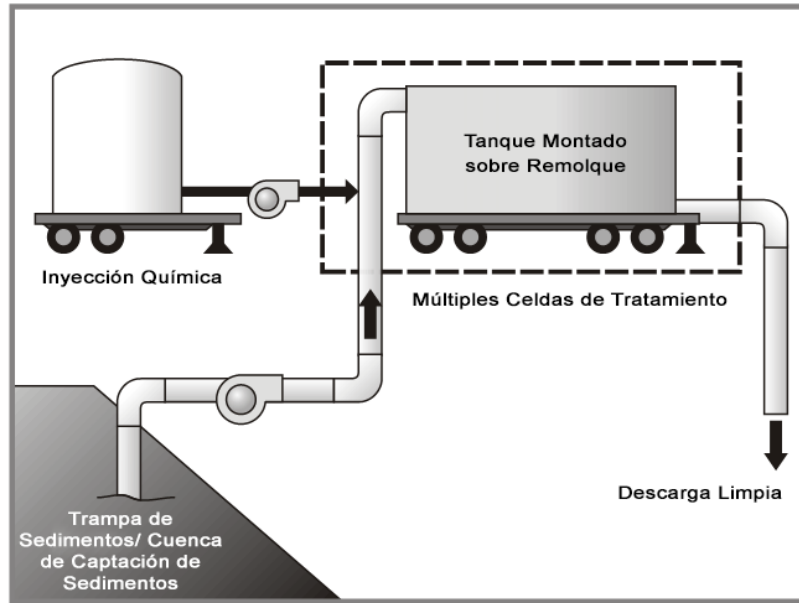 Tanque Montado
sobre Remolque
Inyección Química
Múltiples Celdas de Tratamiento
Descarga Limpia
Trampa de
Sedimentos/ Cuenca
de Captación de
Sedimentos